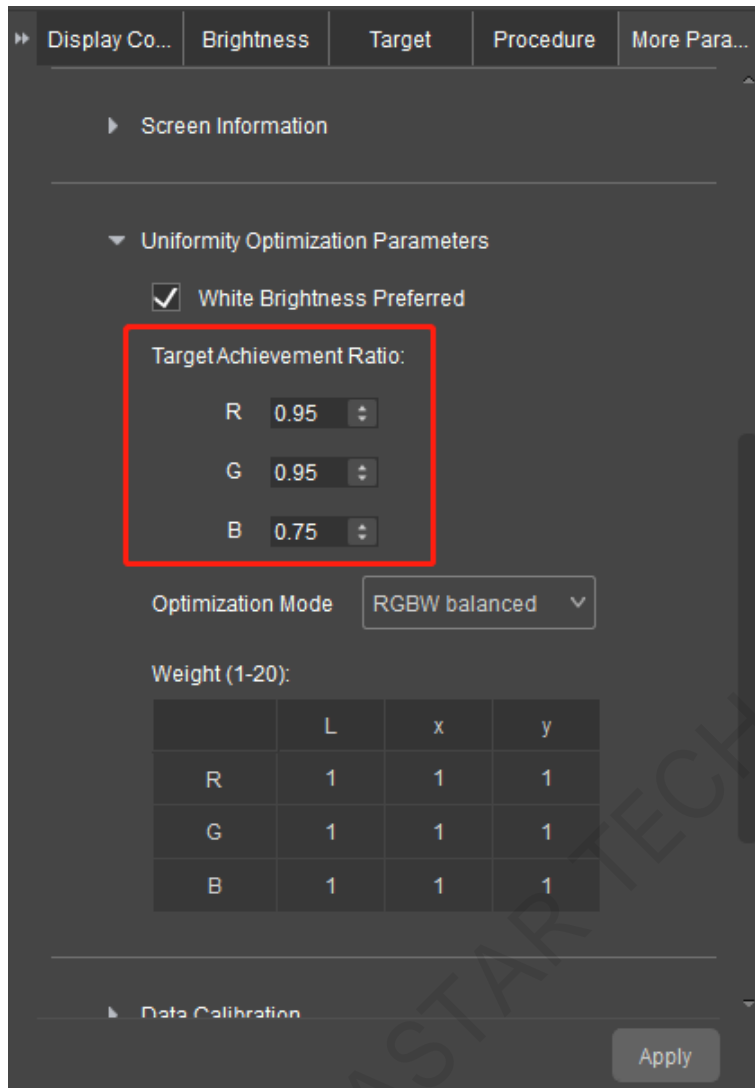 Display Co... Brightness Target Procedure More Para...
Screen Information
Uniformity Optimization Parameters
White Brightness Preferred
Target Achievement Ratio:
R 0.95
G 0.95
B 0.75
Optimization Mode RGBW balanced
Weight (1-20):
L x y
R 1 1 1
G 1 1 1
B 1 1 1
Data Calibration
Apply
ASTAR TECH